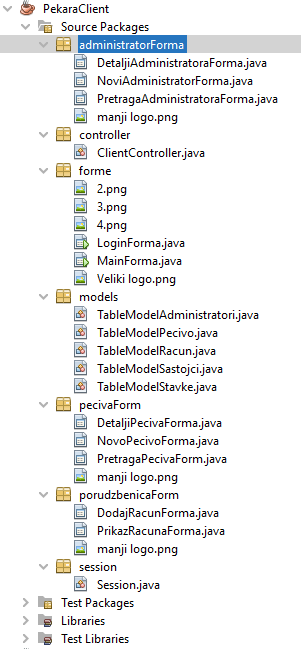 PekaraClient
Source Packages
administratorForma
DetaljiAdministratoraForma.java
NoviAdministratorForma.java
PretragaAdministratoraForma.java
manji logo.png
controller
ClientController.java
forme
2.png
3.png
4.png
LoginForma.java
MainForma.java
Veliki logo.png
models
TableModelAdministratori.java
TableModelPecivo.java
TableModelRacun.java
TableModelSastojci.java
TableModelStavke.java
pecivaForm
DetaljiPecivaForma.java
NovoPecivoForma.java
PretragaPecivaForm.java
manji logo.png
porudzbenicaForm
DodajRacunForma.java
PrikazRacunaForma.java
manji logo.png
session
Session.java
Test Packages
Libraries
Test Libraries